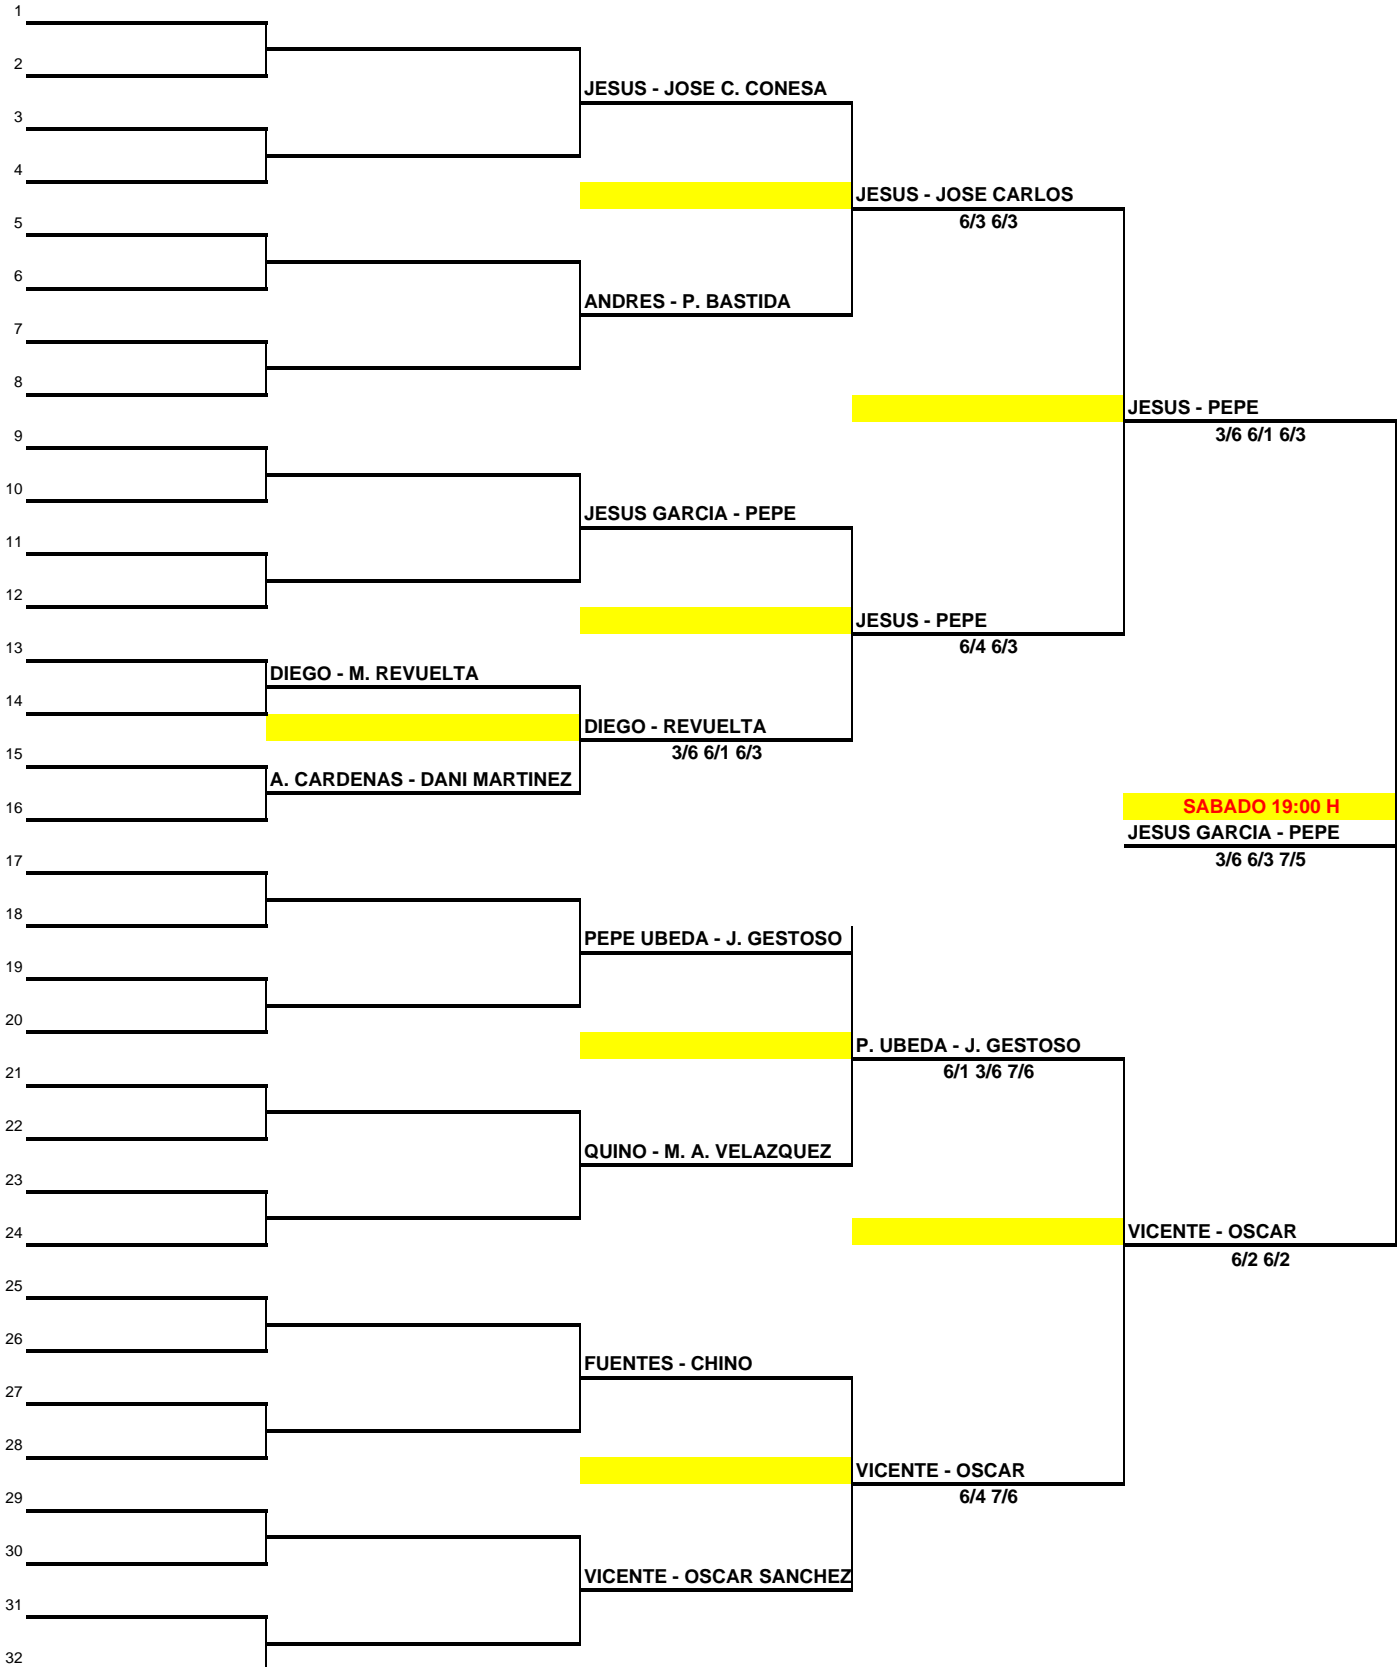 1
2
JESUS - JOSE C. CONESA
3
4
JESUS - JOSE CARLOS
6/3 6/3
5
6
ANDRES - P. BASTIDA
7
8
JESUS - PEPE
3/6 6/1 6/3
9
10
JESUS GARCIA - PEPE
11
12
JESUS - PEPE
6/4 6/3
13
DIEGO - M. REVUELTA
14
DIEGO - REVUELTA
3/6 6/1 6/3
15
A. CARDENAS - DANI MARTINEZ
16
SABADO 19:00 H
JESUS GARCIA - PEPE
3/6 6/3 7/5
17
18
PEPE UBEDA - J. GESTOSO
19
20
P. UBEDA - J. GESTOSO
6/1 3/6 7/6
21
22
QUINO - M. A. VELAZQUEZ
23
24
VICENTE - OSCAR
6/2 6/2
25
26
FUENTES - CHINO
27
28
VICENTE - OSCAR
6/4 7/6
29
30
VICENTE - OSCAR SANCHEZ
31
32